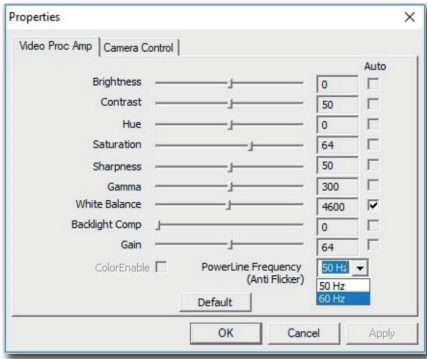 Properties
Video Proc Amp Camera Control
Auto
Brightness 0
Contrast 50
Hue 0
Saturation 64
Sharpness 50
Gamma 300
White Balance 4600
Backlight Comp 0
Gain 64
ColorEnable PowerLine Frequency 50 Hz
(Anti Flicker)
50 Hz
60 Hz
Default
OK Cancel Apply